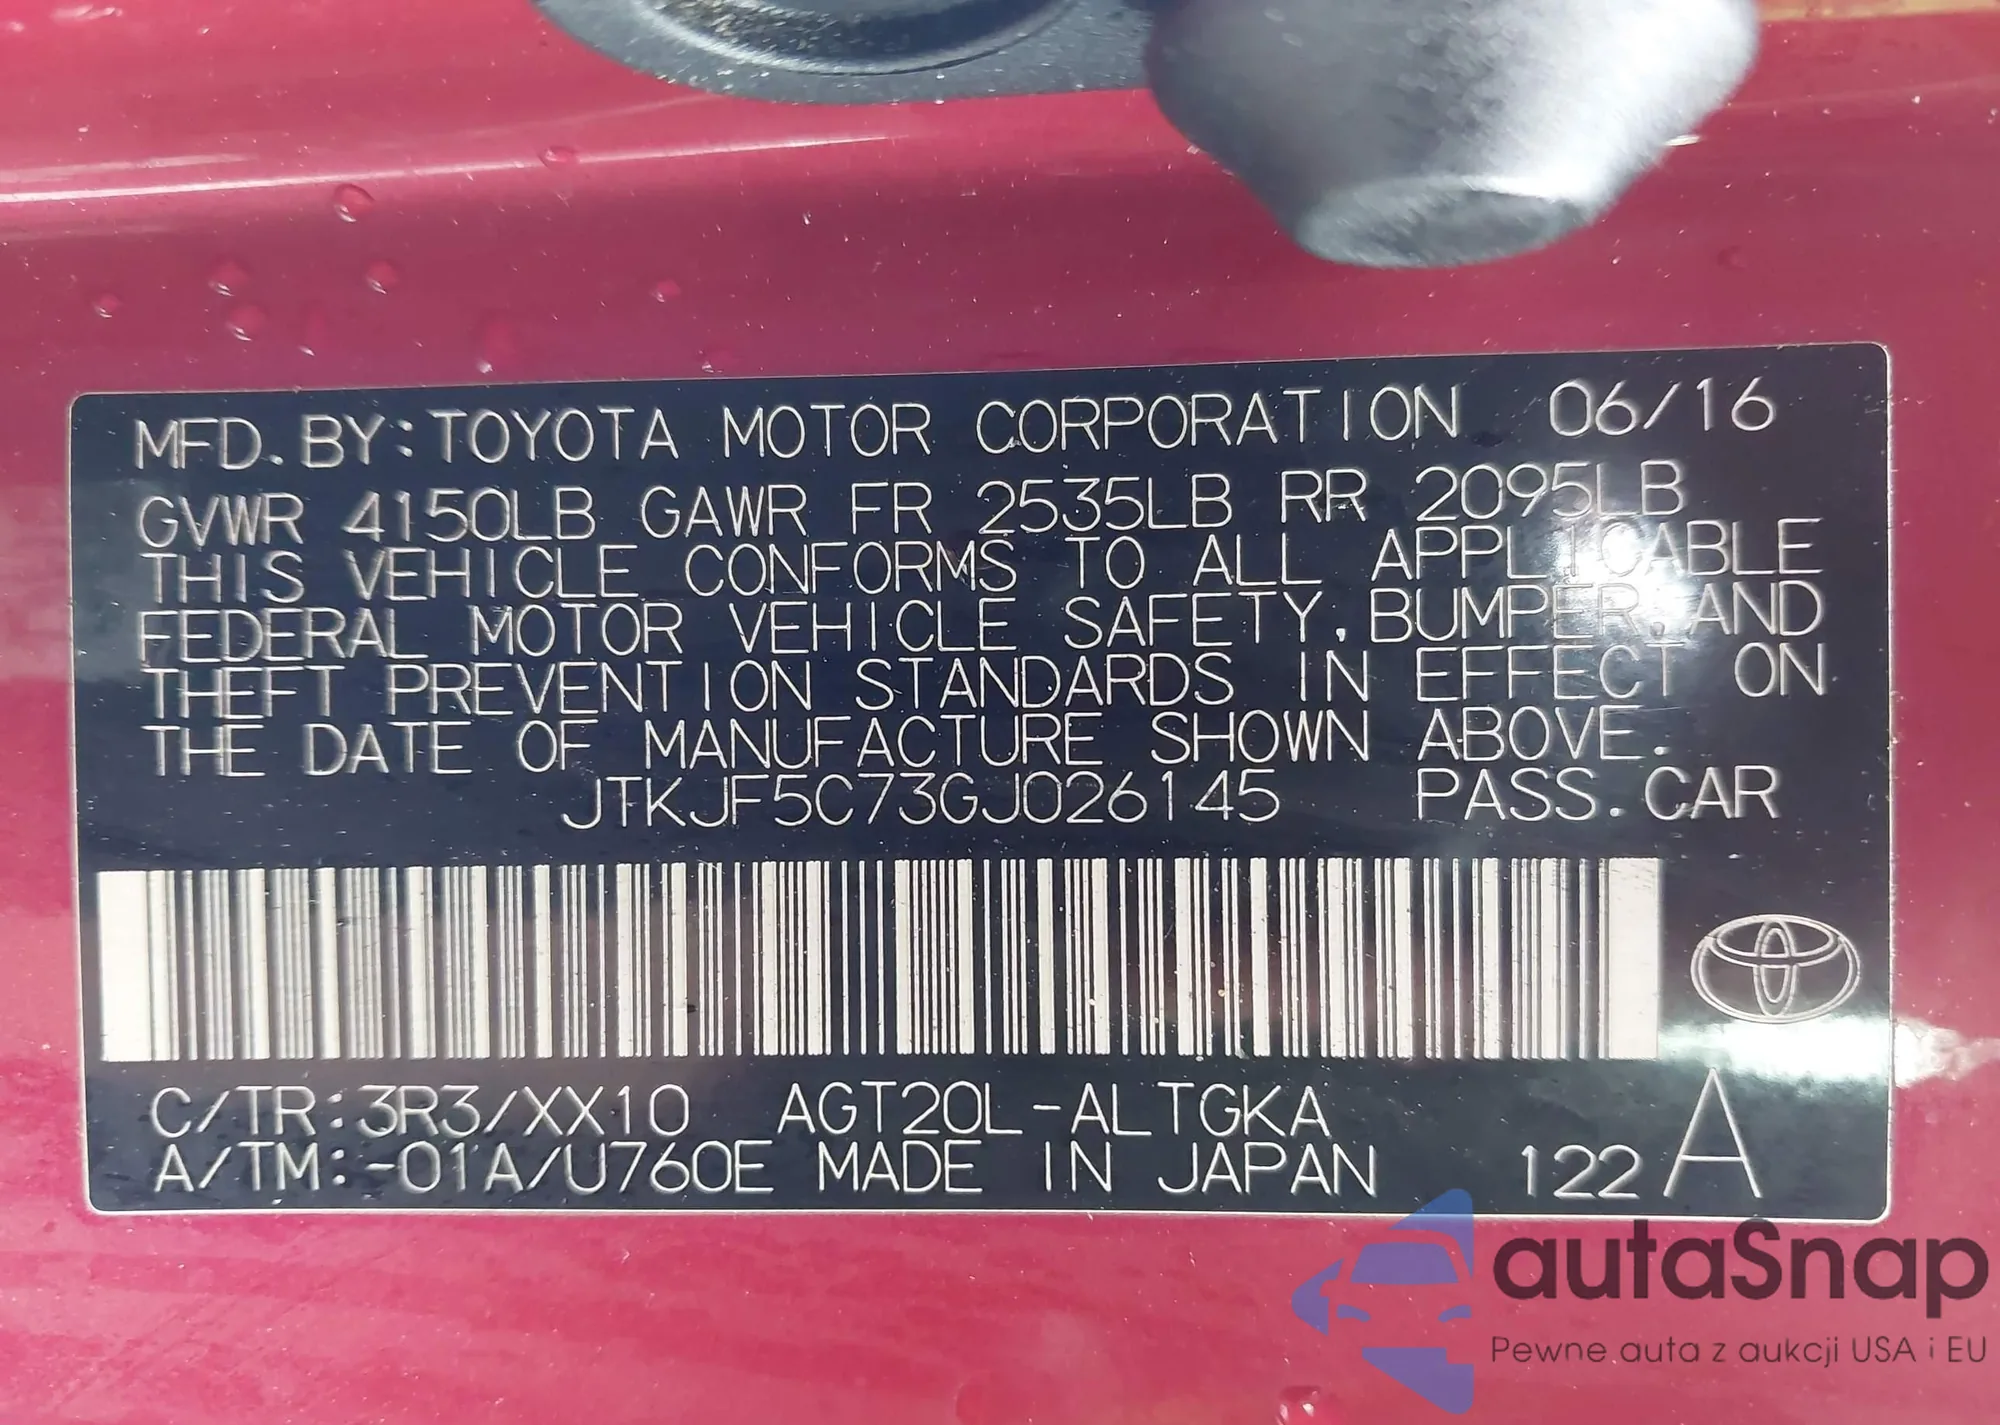 MFD. BY: TOYOTA MOTOR CORPORATION 06/16
GVWR 4150LB GAWR FR 2535LB RR 2095LB
THIS VEHICLE CONFORMS TO ALL APPLICABLE
FEDERAL MOTOR VEHICLE SAFETY, BUMPER, AND
THEFT PREVENTION STANDARDS IN EFFECT ON
THE DATE OF MANUFACTURE SHOWN ABOVE.
JTKJF5C73GJ026145 PASS. CAR
C/TR: 3R3/XX10 AGT20L-ALTGKA
A/TM: -01A/U760E MADE IN JAPAN 122 A
autaSnap
Pewne auta z aukcji USA i EU